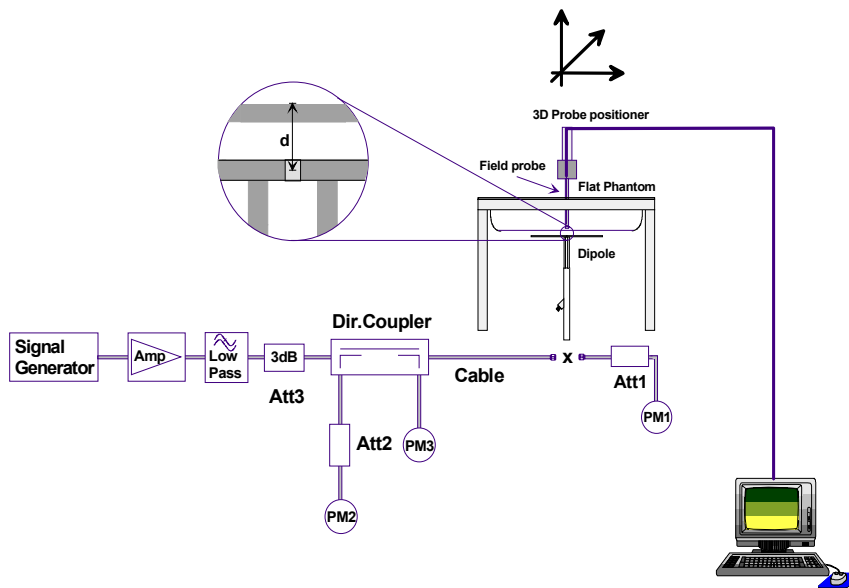 3D Probe positioner
d
Field probe
Flat Phantom
Dipole
Dir.Coupler
Signal
Generator
Amp
Low
Pass
3dB
Att3
Cable
x
Att1
PM1
Att2
PM3
PM2